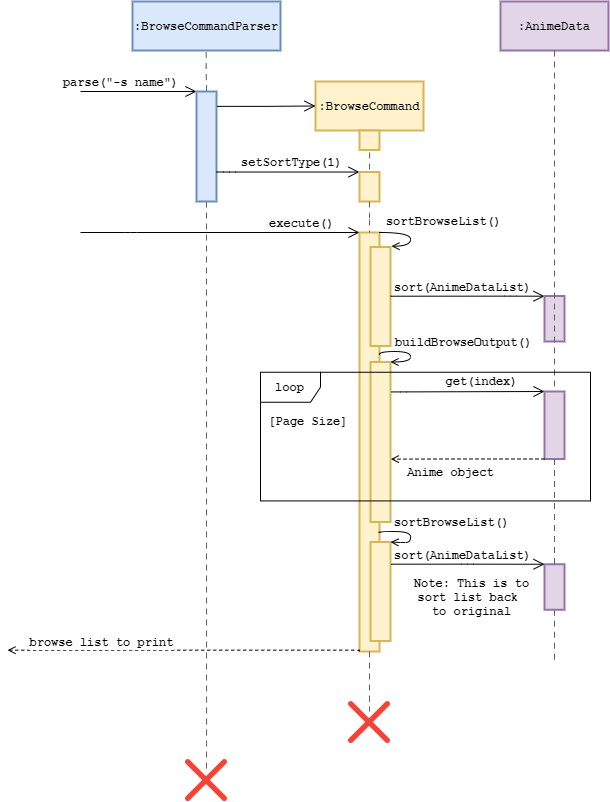 :BrowseCommandParser
:AnimeData
parse("-s name")
:BrowseCommand
setSortType(1)
sortBrowseList()
execute()
sort(AnimeDataList)
buildBrowseOutput()
loop
get(index)
[Page Size]
Anime object
sortBrowseList()
sort(AnimeDataList)
Note: This is to
sort list back
to original
browse list to print